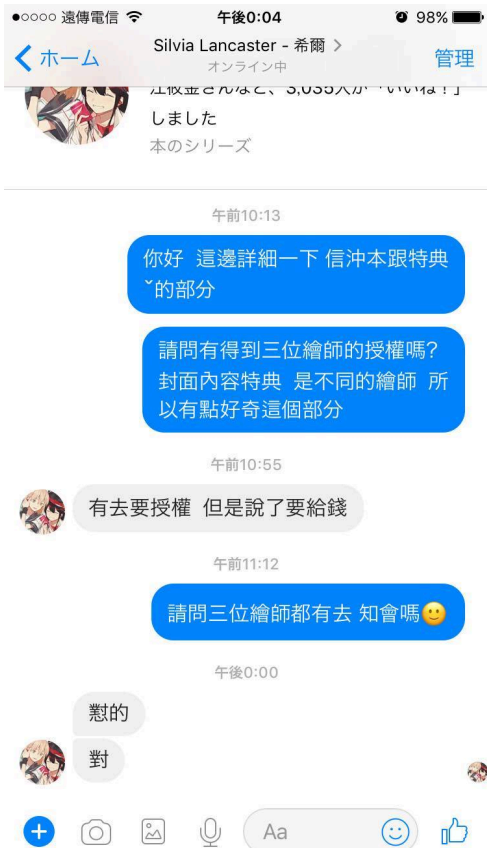 遠傳電信 午後0:04 98%
ホーム Silvia Lancaster - 希爾 管理
オンライン中
江彼金さんなど、3,035人が「いいね！」
しました
本のシリーズ
午前10:13
你好 這邊詳細一下 信沖本跟特典
ˇ的部分
請問有得到三位繪師的授權嗎?
封面內容特典 是不同的繪師 所
以有點好奇這個部分
午前10:55
有去要授權 但是說了要給錢
午前11:12
請問三位繪師都有去 知會嗎🙂
午後0:00
懟的
對
Aa